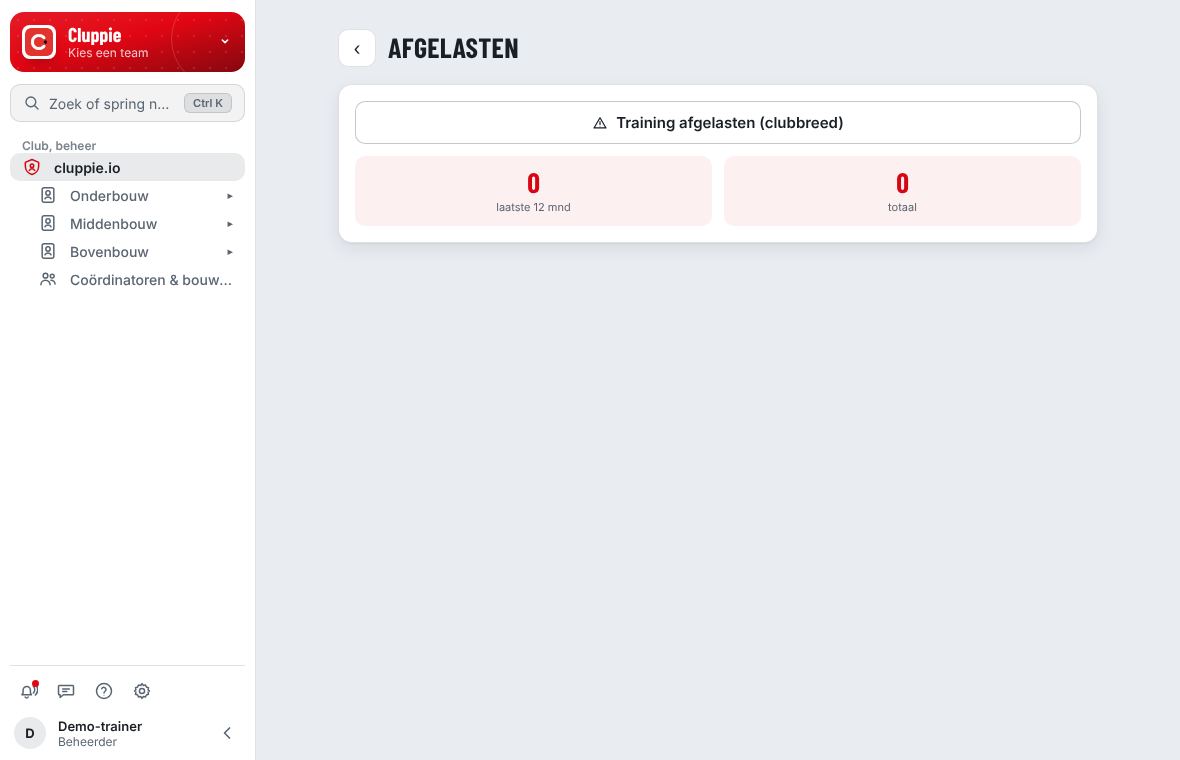 Cluppie
Kies een team
Zoek of spring n...
Ctrl K
Club, beheer
cluppie.io
Onderbouw
Middenbouw
Bovenbouw
Coördinatoren & bouw...
Demo-trainer
Beheerder
D
AFGELASTEN
Training afgelasten (clubbreed)
0
laatste 12 mnd
0
totaal